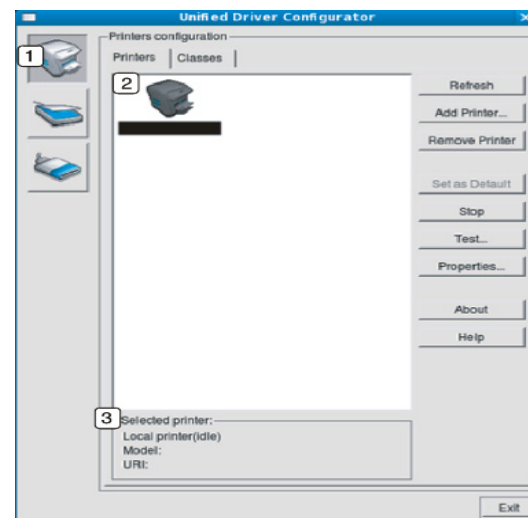 Unified Driver Configurator
1
Printers configuration
Printers Classes
2
Refresh
Add Printer...
Remove Printer
Set as Default
Stop
Test...
Properties...
About
Help
3
Selected printer:
Local printer(idle)
Model:
URI:
Exit